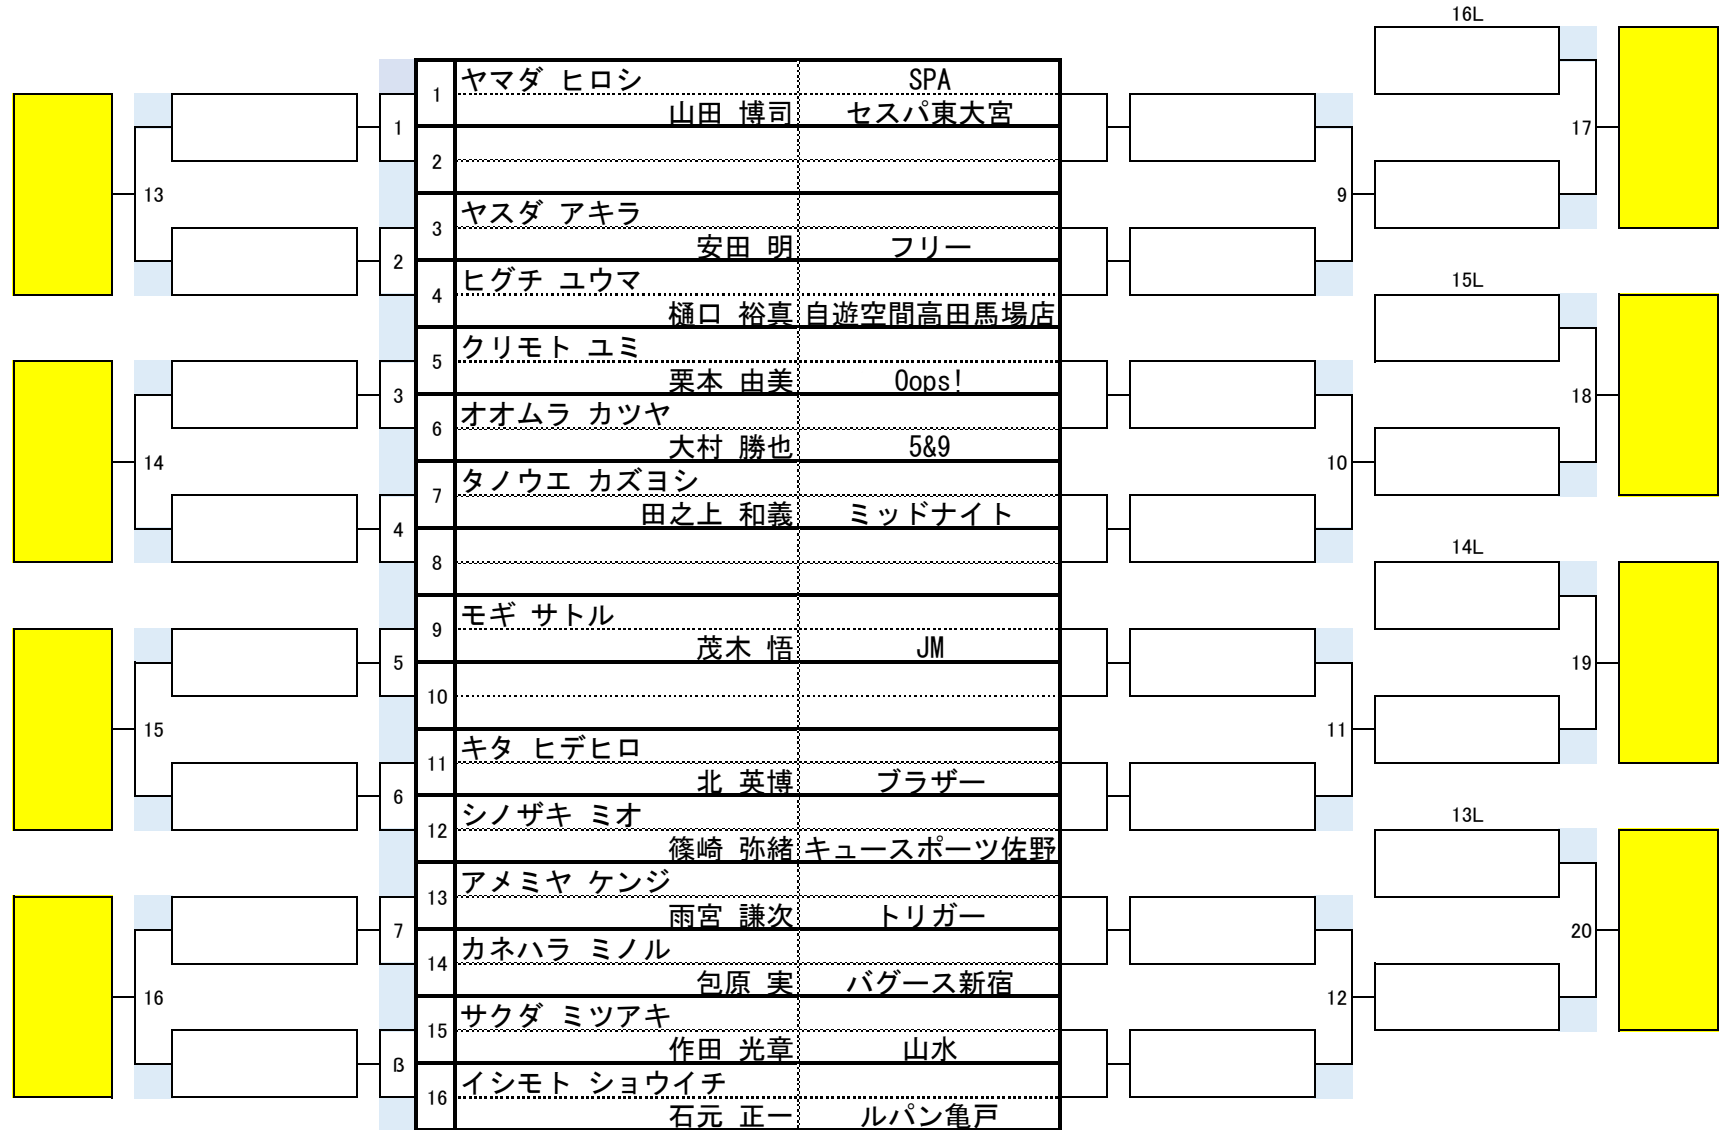 16L
1 ヤマダ ヒロシ SPA
山田 博司 セスパ東大宮
1
17
2
13
9
3 ヤスダ アキラ
安田 明 フリー
2
4 ヒグチ ユウマ
15L
樋口 裕真 自遊空間高田馬場店
5 クリモト ユミ
栗本 由美 Oops!
3
18
6 オオムラ カツヤ
大村 勝也 5&9
14
10
7 タノウエ カズヨシ
田之上 和義 ミッドナイト
4
14L
8
9 モギ サトル
茂木 悟 JM
5
19
10
15
11
11 キタ ヒデヒロ
北 英博 ブラザー
6
12 シノザキ ミオ
13L
篠崎 弥緒 キュースポーツ佐野
13 アメミヤ ケンジ
雨宮 謙次 トリガー
7
20
14 カネハラ ミノル
包原 実 バグース新宿
16
12
15 サクダ ミツアキ
作田 光章 山水
8
16 イシモト ショウイチ
石元 正一 ルパン亀戸